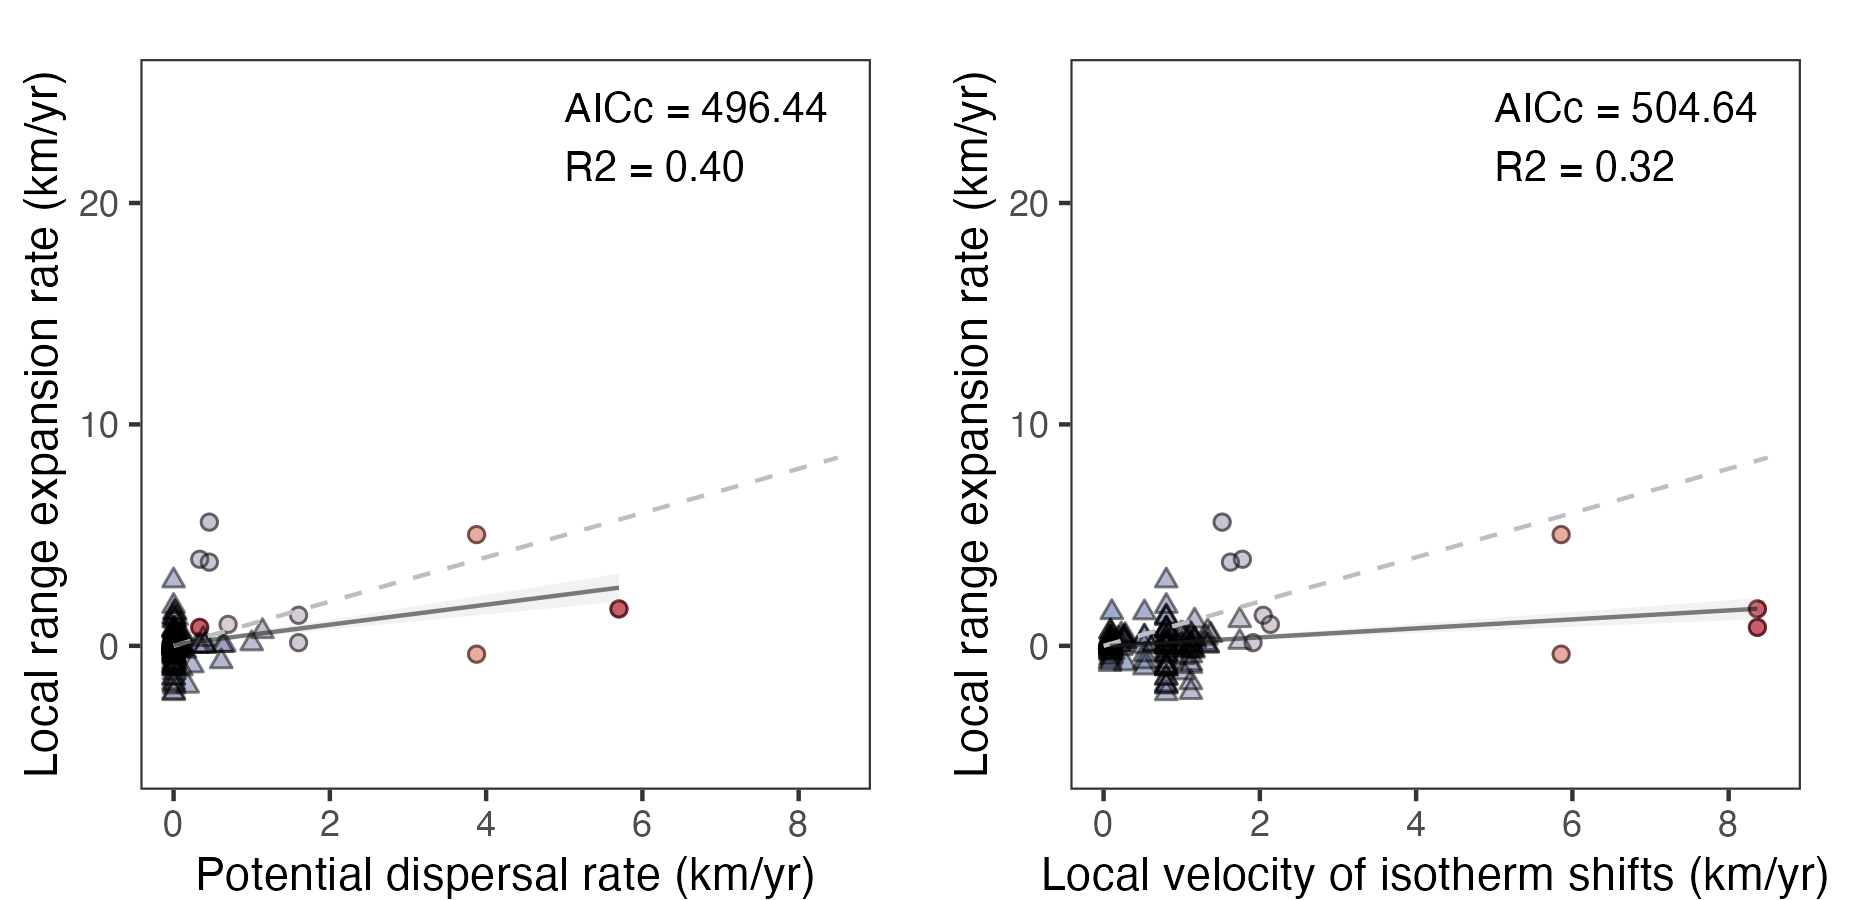 AICc = 496.44
R2 = 0.40
Local range expansion rate (km/yr)
20
10
0
0 2 4 6 8
Potential dispersal rate (km/yr)
AICc = 504.64
R2 = 0.32
Local range expansion rate (km/yr)
20
10
0
0 2 4 6 8
Local velocity of isotherm shifts (km/yr)